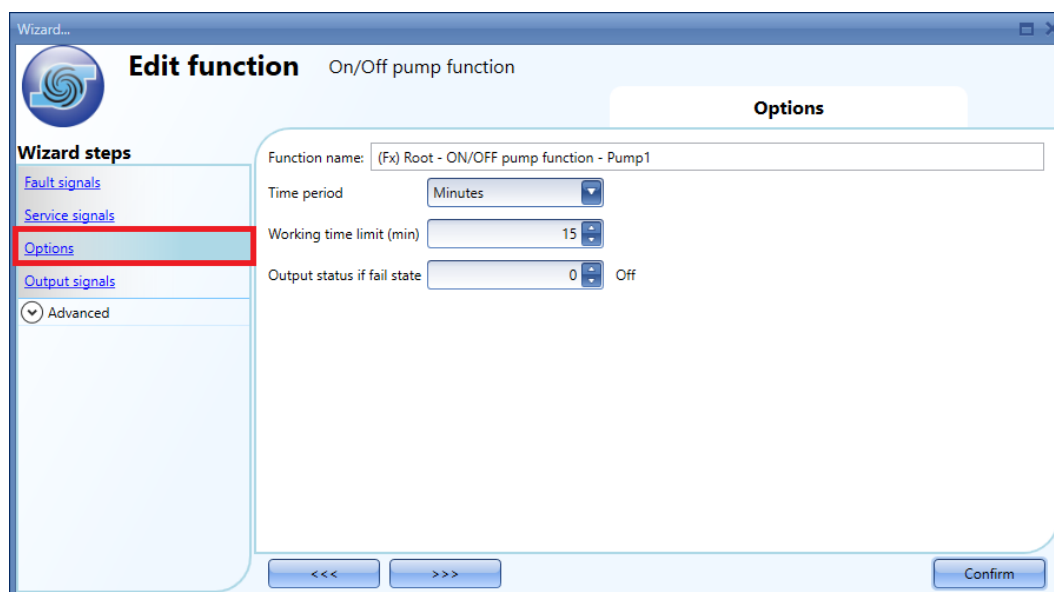 Wizard...
Edit function On/Off pump function
Options
Wizard steps
Fault signals
Service signals
Options
Output signals
Advanced
Function name: (Fx) Root - ON/OFF pump function - Pump1
Time period Minutes
Working time limit (min) 15
Output status if fail state 0 Off
<<< >>> Confirm